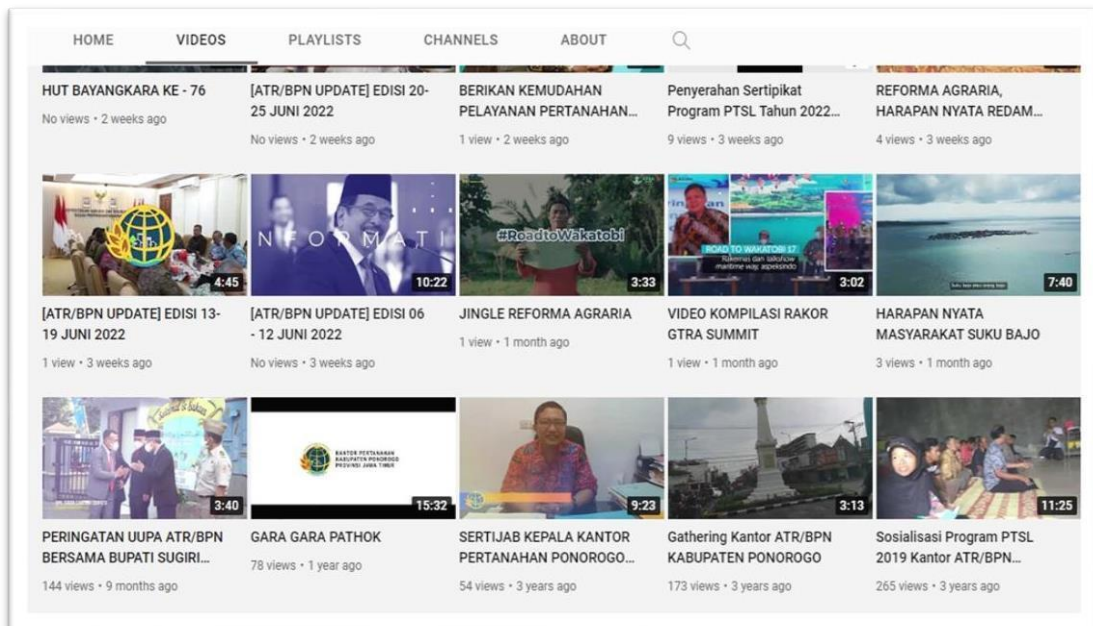 HOME VIDEOS PLAYLISTS CHANNELS ABOUT
HUT BAYANGKARA KE - 76
No views • 2 weeks ago
[ATR/BPN UPDATE] EDISI 20-
25 JUNI 2022
No views • 2 weeks ago
BERIKAN KEMUDAHAN
PELAYANAN PERTANAHAN...
1 view • 2 weeks ago
Penyerahan Sertipikat
Program PTSL Tahun 2022...
9 views • 3 weeks ago
REFORMA AGRARIA,
HARAPAN NYATA REDAM...
4 views • 3 weeks ago
4:45
[ATR/BPN UPDATE] EDISI 13-
19 JUNI 2022
1 view • 3 weeks ago
NFORMATI
10:22
[ATR/BPN UPDATE] EDISI 06
- 12 JUNI 2022
No views • 3 weeks ago
#RoadtoWakatobi
3:33
JINGLE REFORMA AGRARIA
1 view • 1 month ago
ROAD TO WAKATOBI 17
Rakernas dan talkshow
maritime way, aspeksindo
3:02
VIDEO KOMPILASI RAKOR
GTRA SUMMIT
1 view • 1 month ago
7:40
HARAPAN NYATA
MASYARAKAT SUKU BAJO
3 views • 1 month ago
3:40
PERINGATAN UUPA ATR/BPN
BERSAMA BUPATI SUGIRI...
144 views • 9 months ago
KANTOR PERTANAHAN
KABUPATEN PONOROGO
PROVINSI JAWA TIMUR
15:32
GARA GARA PATHOK
78 views • 1 year ago
9:23
SERTIJAB KEPALA KANTOR
PERTANAHAN PONOROGO...
54 views • 3 years ago
3:13
Gathering Kantor ATR/BPN
KABUPATEN PONOROGO
173 views • 3 years ago
11:25
Sosialisasi Program PTSL
2019 Kantor ATR/BPN...
265 views • 3 years ago